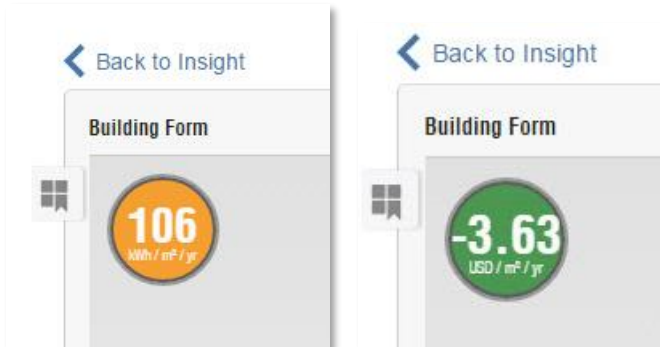 Back to Insight
Building Form
106
kWh / m² / yr
Back to Insight
Building Form
-3.63
USD / m² / yr